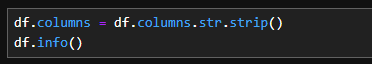 df.columns = df.columns.str.strip()
df.info()